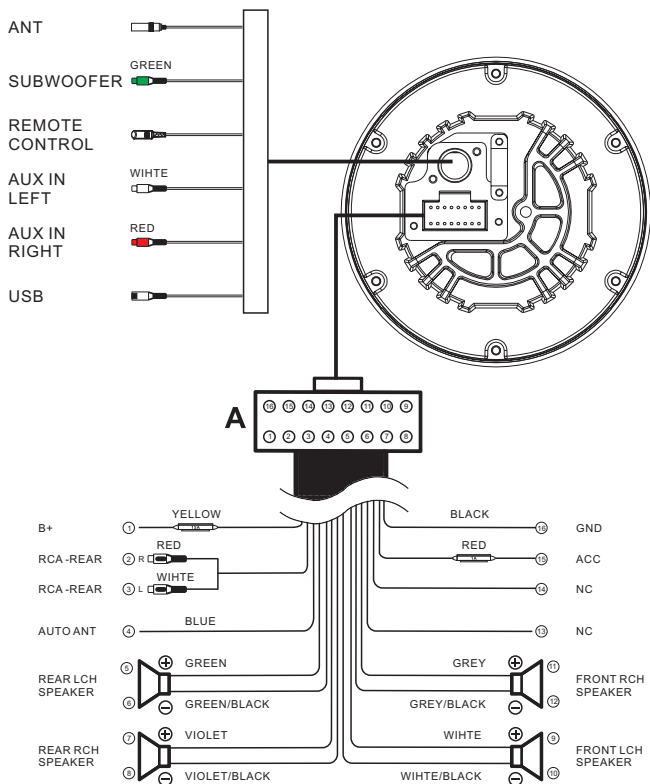 ANT
GREEN
SUBWOOFER
REMOTE
CONTROL
WIHTE
AUX IN
LEFT
RED
AUX IN
RIGHT
USB
A
16 15 14 13 12 11 10 9
1 2 3 4 5 6 7 8
B+ 1 YELLOW 15A
BLACK 16 GND
RCA-REAR 2 R RED
RED 1A 15 ACC
RCA-REAR 3 L WIHTE
14 NC
AUTO ANT 4 BLUE
13 NC
REAR LCH
SPEAKER
5 + GREEN
6 - GREEN/BLACK
GREY + 11
GREY/BLACK - 12
FRONT RCH
SPEAKER
REAR RCH
SPEAKER
7 + VIOLET
8 - VIOLET/BLACK
WIHTE + 9
WIHTE/BLACK - 10
FRONT LCH
SPEAKER